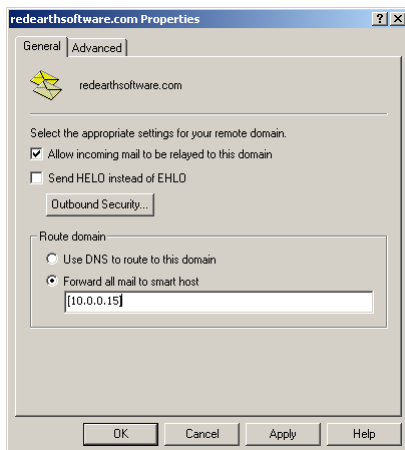 redearthsoftware.com Properties
General
Advanced
redearthsoftware.com
Select the appropriate settings for your remote domain.
Allow incoming mail to be relayed to this domain
Send HELO instead of EHLO
Outbound Security...
Route domain
Use DNS to route to this domain
Forward all mail to smart host
[10.0.0.15]
OK
Cancel
Apply
Help